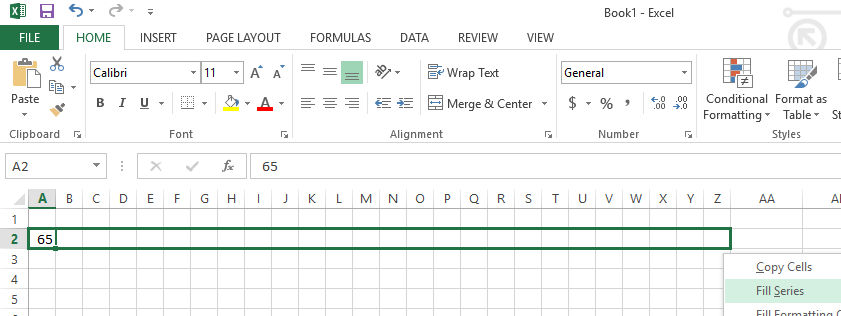 Book1 - Excel
FILE HOME INSERT PAGE LAYOUT FORMULAS DATA REVIEW VIEW
Calibri 11 A A Wrap Text General
Paste B I U A Merge & Center $ % , .0 .00 Conditional Formatting Format as Table
Clipboard Font Alignment Number Styles
A2 fx 65
A B C D E F G H I J K L M N O P Q R S T U V W X Y Z AA
1
2 65
3 Copy Cells
4 Fill Series
5 Fill Formatting